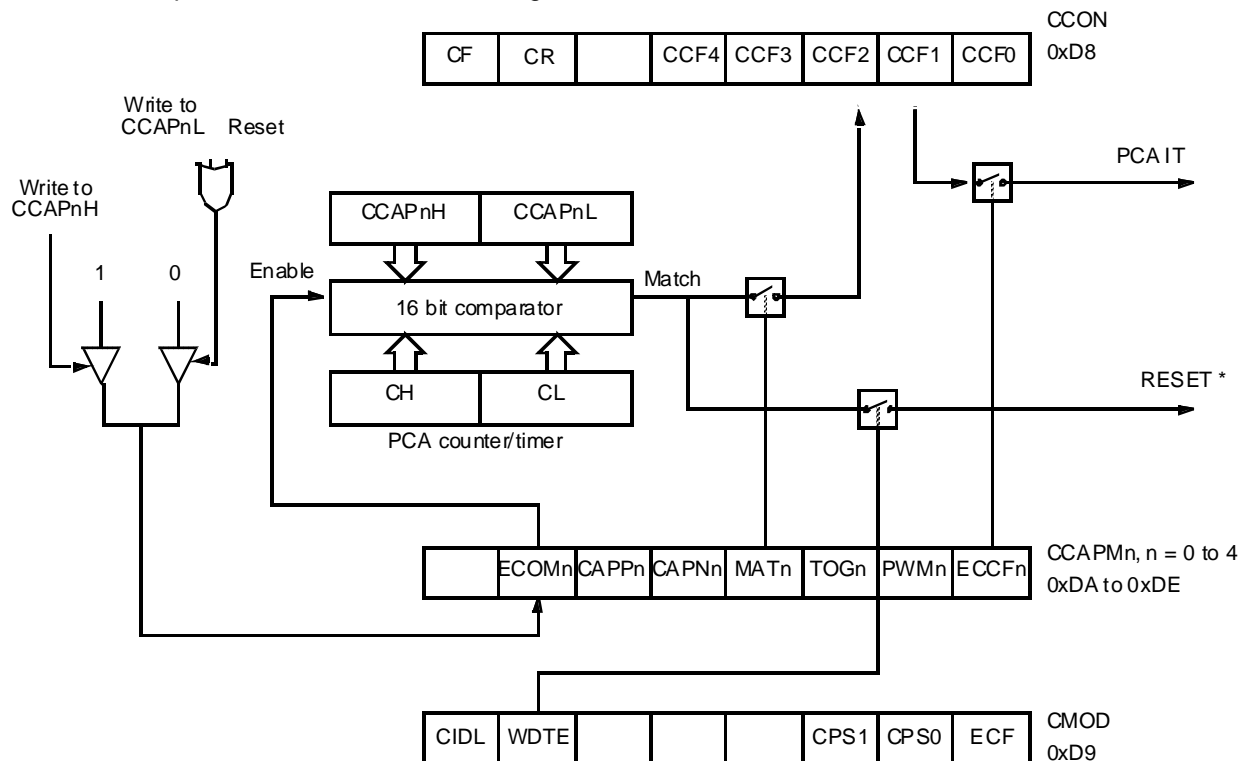 CCON
CF CR CCF4 CCF3 CCF2 CCF1 CCF0
0xD8
Write to
CCAPnL Reset
PCA IT
Write to
CCAPnH
CCAPnH CCAPnL
1 0 Enable
Match
16 bit comparator
RESET *
CH CL
PCA counter/timer
CCAPMn, n = 0 to 4
ECOMn CAPPn CAPNn MATn TOGn PWMn ECCFn
0xDA to 0xDE
CMOD
CIDL WDTE CPS1 CPS0 ECF
0xD9